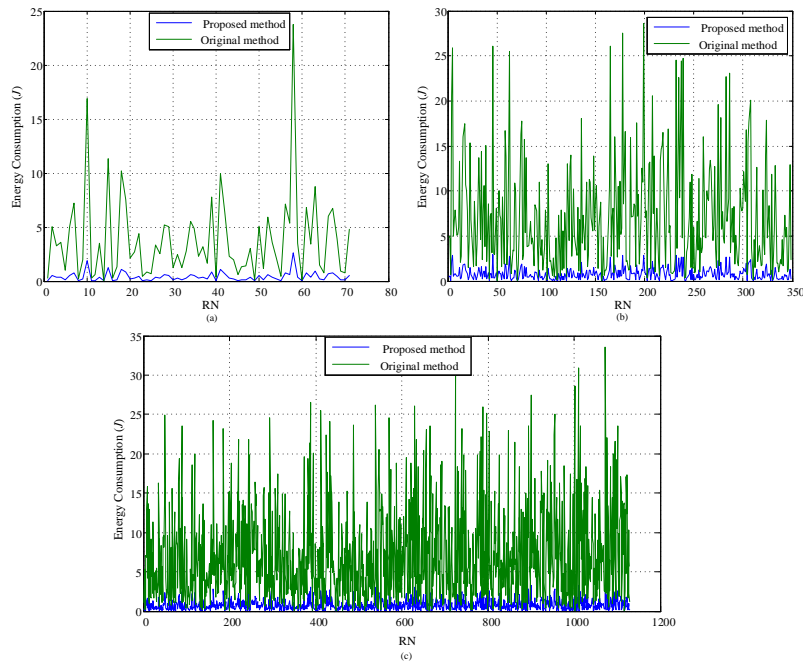 25
Proposed method
Original method
20
15
10
5
0
Energy Consumption (J)
0 10 20 30 40 50 60 70 80
RN
(a)
30
Proposed method
Original method
25
20
15
10
5
0
Energy Consumption (J)
0 50 100 150 200 250 300 350
RN
(b)
35
Proposed method
Original method
30
25
20
15
10
5
0
Energy Consumption (J)
0 200 400 600 800 1000 1200
RN
(c)